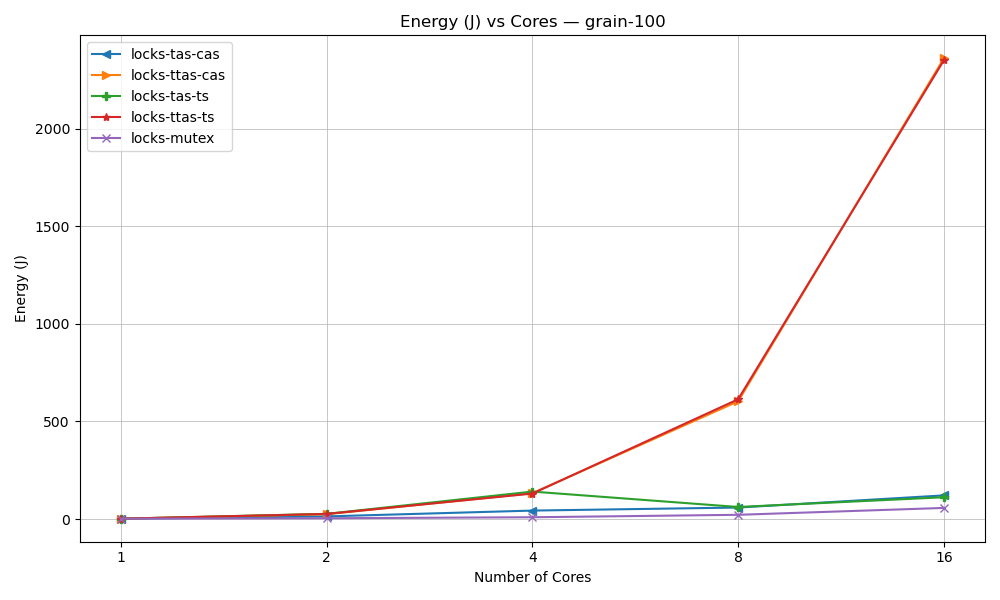 Energy (J) vs Cores — grain-100
locks-tas-cas
locks-ttas-cas
locks-tas-ts
locks-ttas-ts
locks-mutex
Energy (J)
2000
1500
1000
500
0
1 2 4 8 16
Number of Cores